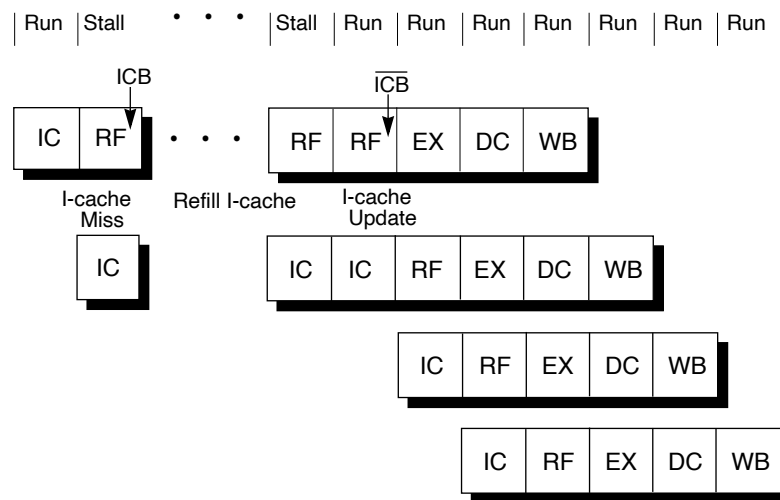 Run Stall • • • Stall Run Run Run Run Run Run Run
ICB
I̅C̅B̅
IC RF • • • RF RF EX DC WB
I-cache Miss
Refill I-cache
I-cache Update
IC IC IC RF EX DC WB
IC RF EX DC WB
IC RF EX DC WB